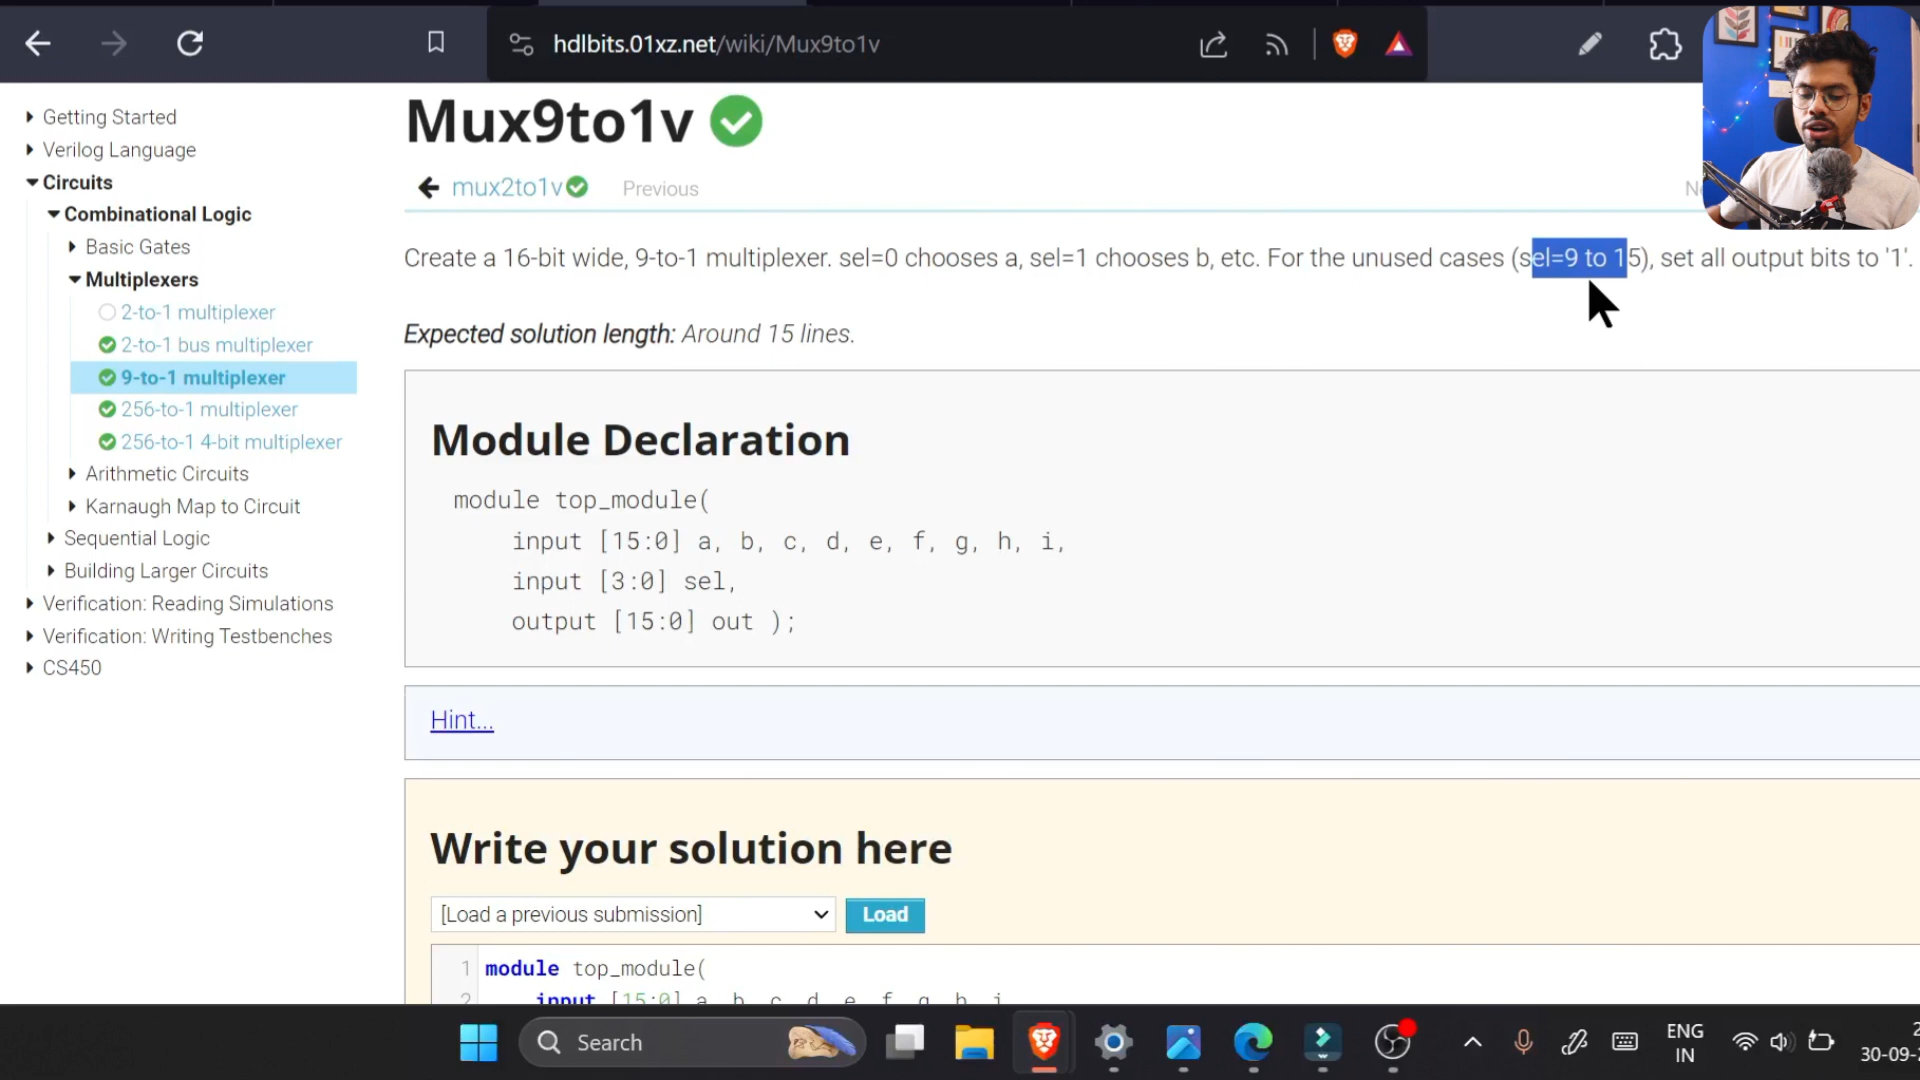 hdlbits.01xz.net/wiki/Mux9to1v
Getting Started
Verilog Language
Circuits
Combinational Logic
Basic Gates
Multiplexers
2-to-1 multiplexer
2-to-1 bus multiplexer
9-to-1 multiplexer
256-to-1 multiplexer
256-to-1 4-bit multiplexer
Arithmetic Circuits
Karnaugh Map to Circuit
Sequential Logic
Building Larger Circuits
Verification: Reading Simulations
Verification: Writing Testbenches
CS450
Mux9to1v
mux2to1v Previous
Create a 16-bit wide, 9-to-1 multiplexer. sel=0 chooses a, sel=1 chooses b, etc. For the unused cases (sel=9 to 15), set all output bits to '1'.
Expected solution length: Around 15 lines.
Module Declaration
module top_module(
input [15:0] a, b, c, d, e, f, g, h, i,
input [3:0] sel,
output [15:0] out );
Hint...
Write your solution here
[Load a previous submission] Load
1 module top_module(
2 input [15:0] a, b, c, d, e, f, g, h, i,
Search
ENG
IN
30-09-